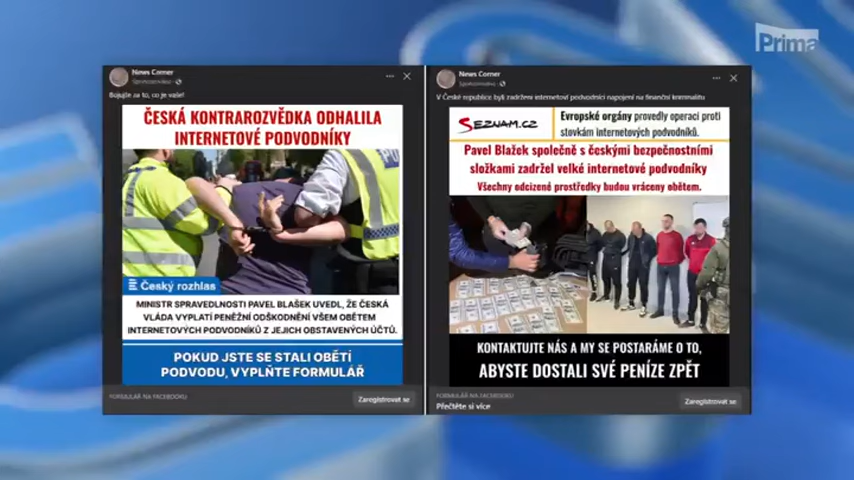 Prima
News Corner
Sponzorováno
Bojujte za to, co je vaše!
ČESKÁ KONTRAROZVĚDKA ODHALILA
INTERNETOVÉ PODVODNÍKY
Český rozhlas
MINISTR SPRAVEDLNOSTI PAVEL BLAŠEK UVEDL, ŽE ČESKÁ
VLÁDA VYPLATÍ PENĚŽNÍ ODŠKODNĚNÍ VŠEM OBĚTEM
INTERNETOVÝCH PODVODNÍKŮ Z JEJICH OBSTAVENÝCH ÚČTŮ.
POKUD JSTE SE STALI OBĚTÍ
PODVODU, VYPLŇTE FORMULÁŘ
FORMULÁŘ NA FACEBOOKU
Zaregistrovat se
News Corner
Sponzorováno
V České republice byli zadrženi internetoví podvodníci napojení na finanční kriminalitu
SEZNAM.CZ
Evropské orgány provedly operaci proti
stovkám internetových podvodníků.
Pavel Blažek společně s českými bezpečnostními
složkami zadržel velké internetové podvodníky
Všechny odcizené prostředky budou vráceny obětem.
KONTAKTUJTE NÁS A MY SE POSTARÁME O TO,
ABYSTE DOSTALI SVÉ PENÍZE ZPĚT
FORMULÁŘ NA FACEBOOKU
Přečtěte si více
Zaregistrovat se